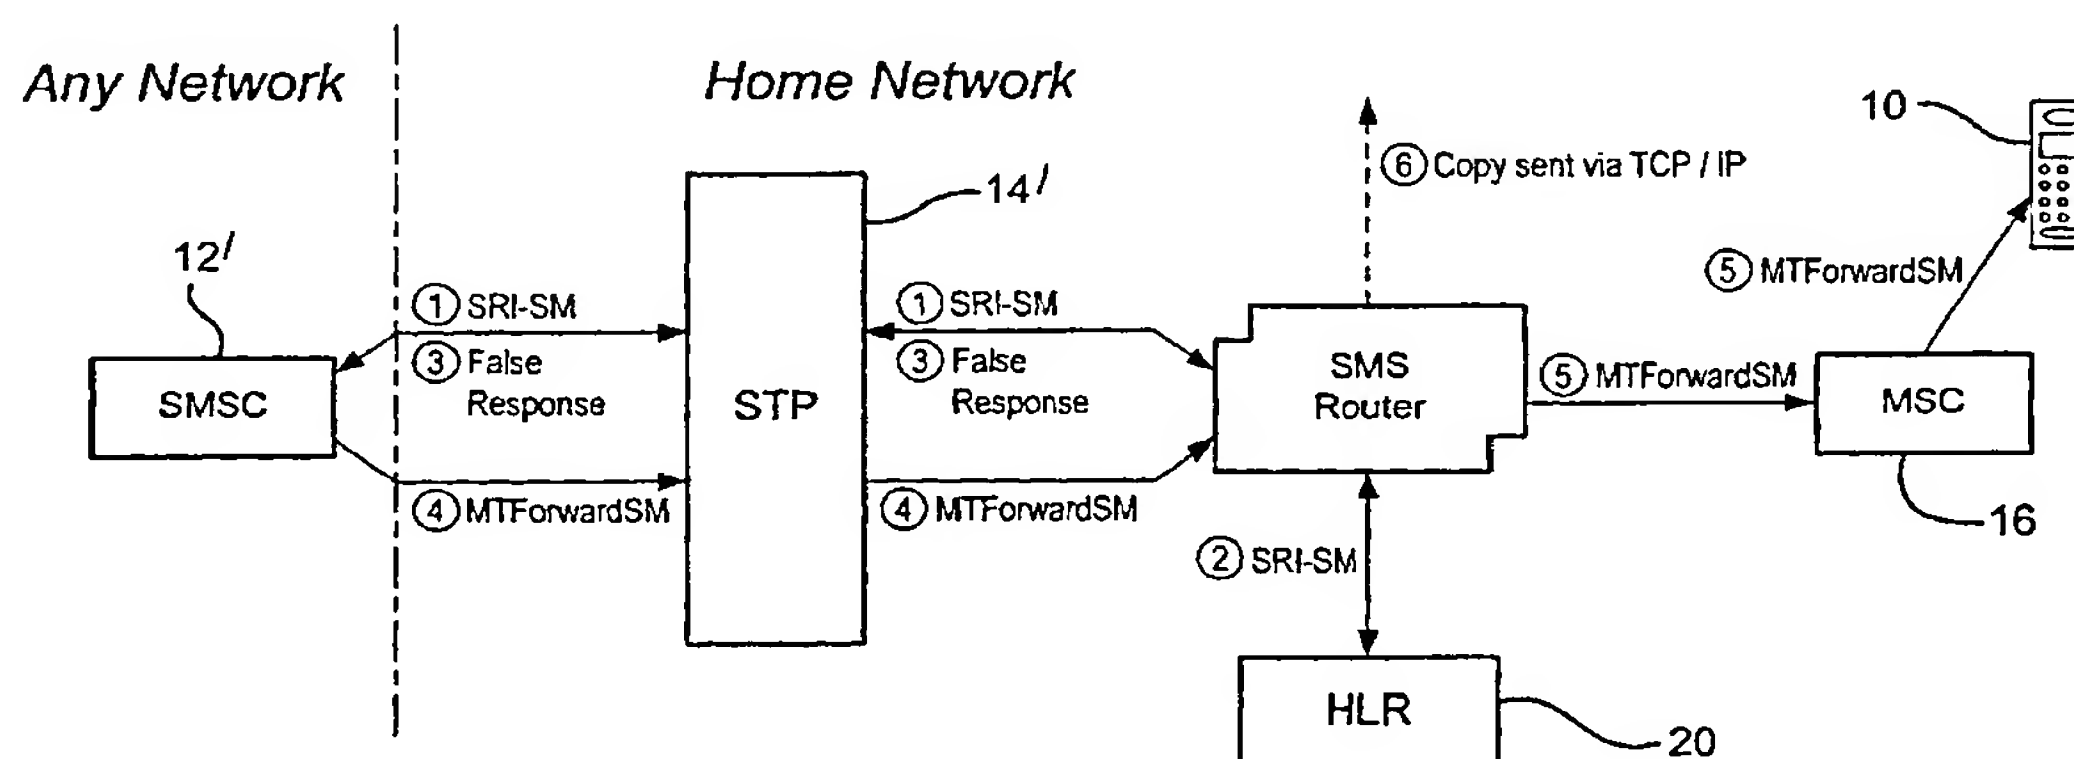 Any Network
Home Network
10
⑥ Copy sent via TCP / IP
14'
12'
⑤ MTForwardSM
① SRI-SM
① SRI-SM
③ False
Response
③ False
Response
SMSC
STP
SMS
Router
⑤ MTForwardSM
MSC
④ MTForwardSM
④ MTForwardSM
16
② SRI-SM
HLR
20